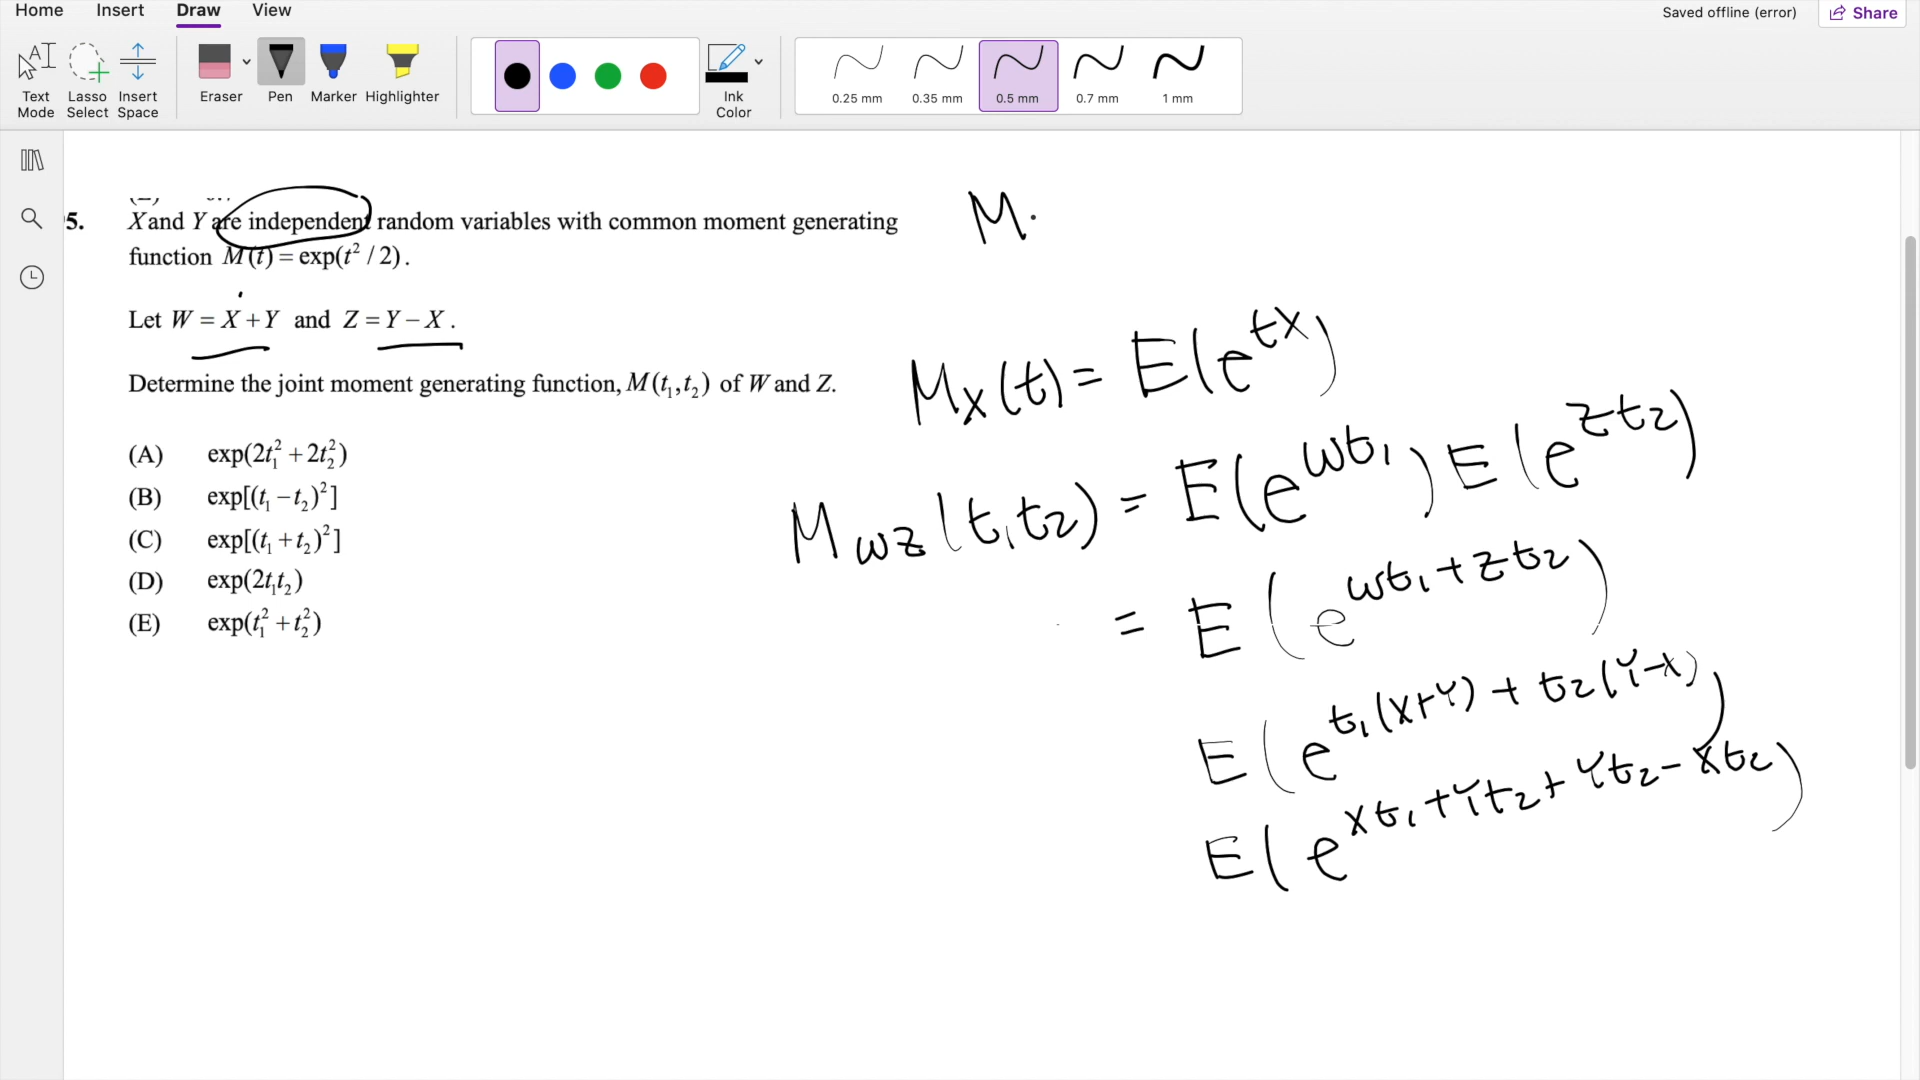 Home Insert Draw View
Saved offline (error) Share
Text Mode
Lasso Select
Insert Space
Eraser
Pen
Marker
Highlighter
Ink Color
0.25 mm 0.35 mm 0.5 mm 0.7 mm 1 mm
5. X and Y are independent random variables with common moment generating
function M(t) = exp(t² / 2).
Let W = X + Y and Z = Y − X.
Determine the joint moment generating function, M(t₁,t₂) of W and Z.
(A) exp(2t₁² + 2t₂²)
(B) exp[(t₁ − t₂)²]
(C) exp[(t₁ + t₂)²]
(D) exp(2t₁t₂)
(E) exp(t₁² + t₂²)
M
M_X(t) = E(e^{tX})
M_{WZ}(t₁t₂) = E(e^{Wt₁}) E(e^{Zt₂})
= E(e^{Wt₁+Zt₂})
E(e^{t₁(X+Y) + t₂(Y−X)})
E(e^{Xt₁+Yt₂+Yt₂−Xt₂})